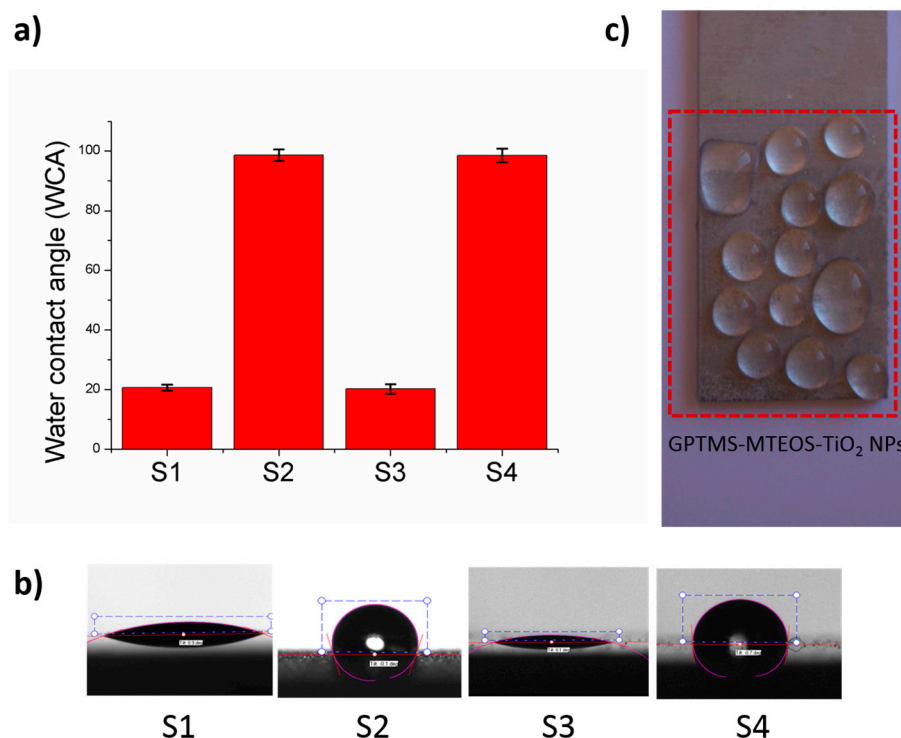 a)
c)
Water contact angle (WCA)
100
80
60
40
20
0
S1 S2 S3 S4
GPTMS-MTEOS-TiO₂ NPs
b)
S1 S2 S3 S4